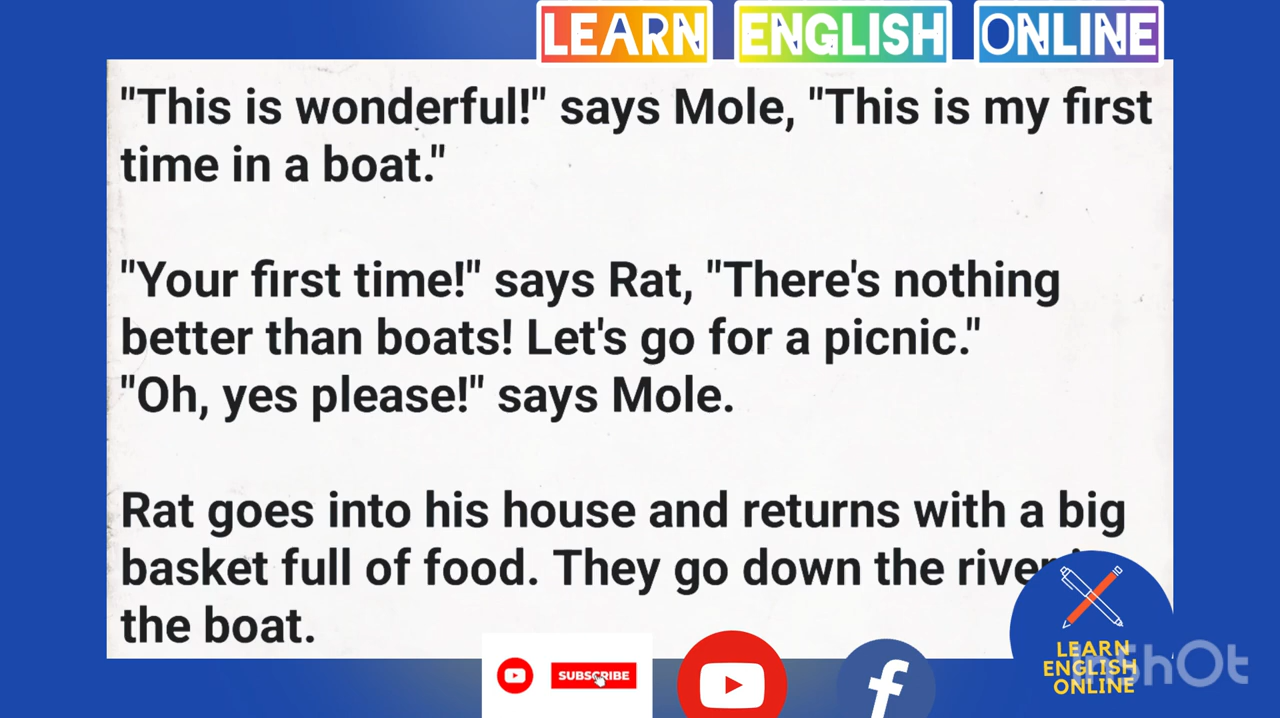 LEARN ENGLISH ONLINE
"This is wonderful!" says Mole, "This is my first
time in a boat."
"Your first time!" says Rat, "There's nothing
better than boats! Let's go for a picnic."
"Oh, yes please!" says Mole.
Rat goes into his house and returns with a big
basket full of food. They go down the river
the boat.
SUBSCRIBE
LEARN
ENGLISH
ONLINE